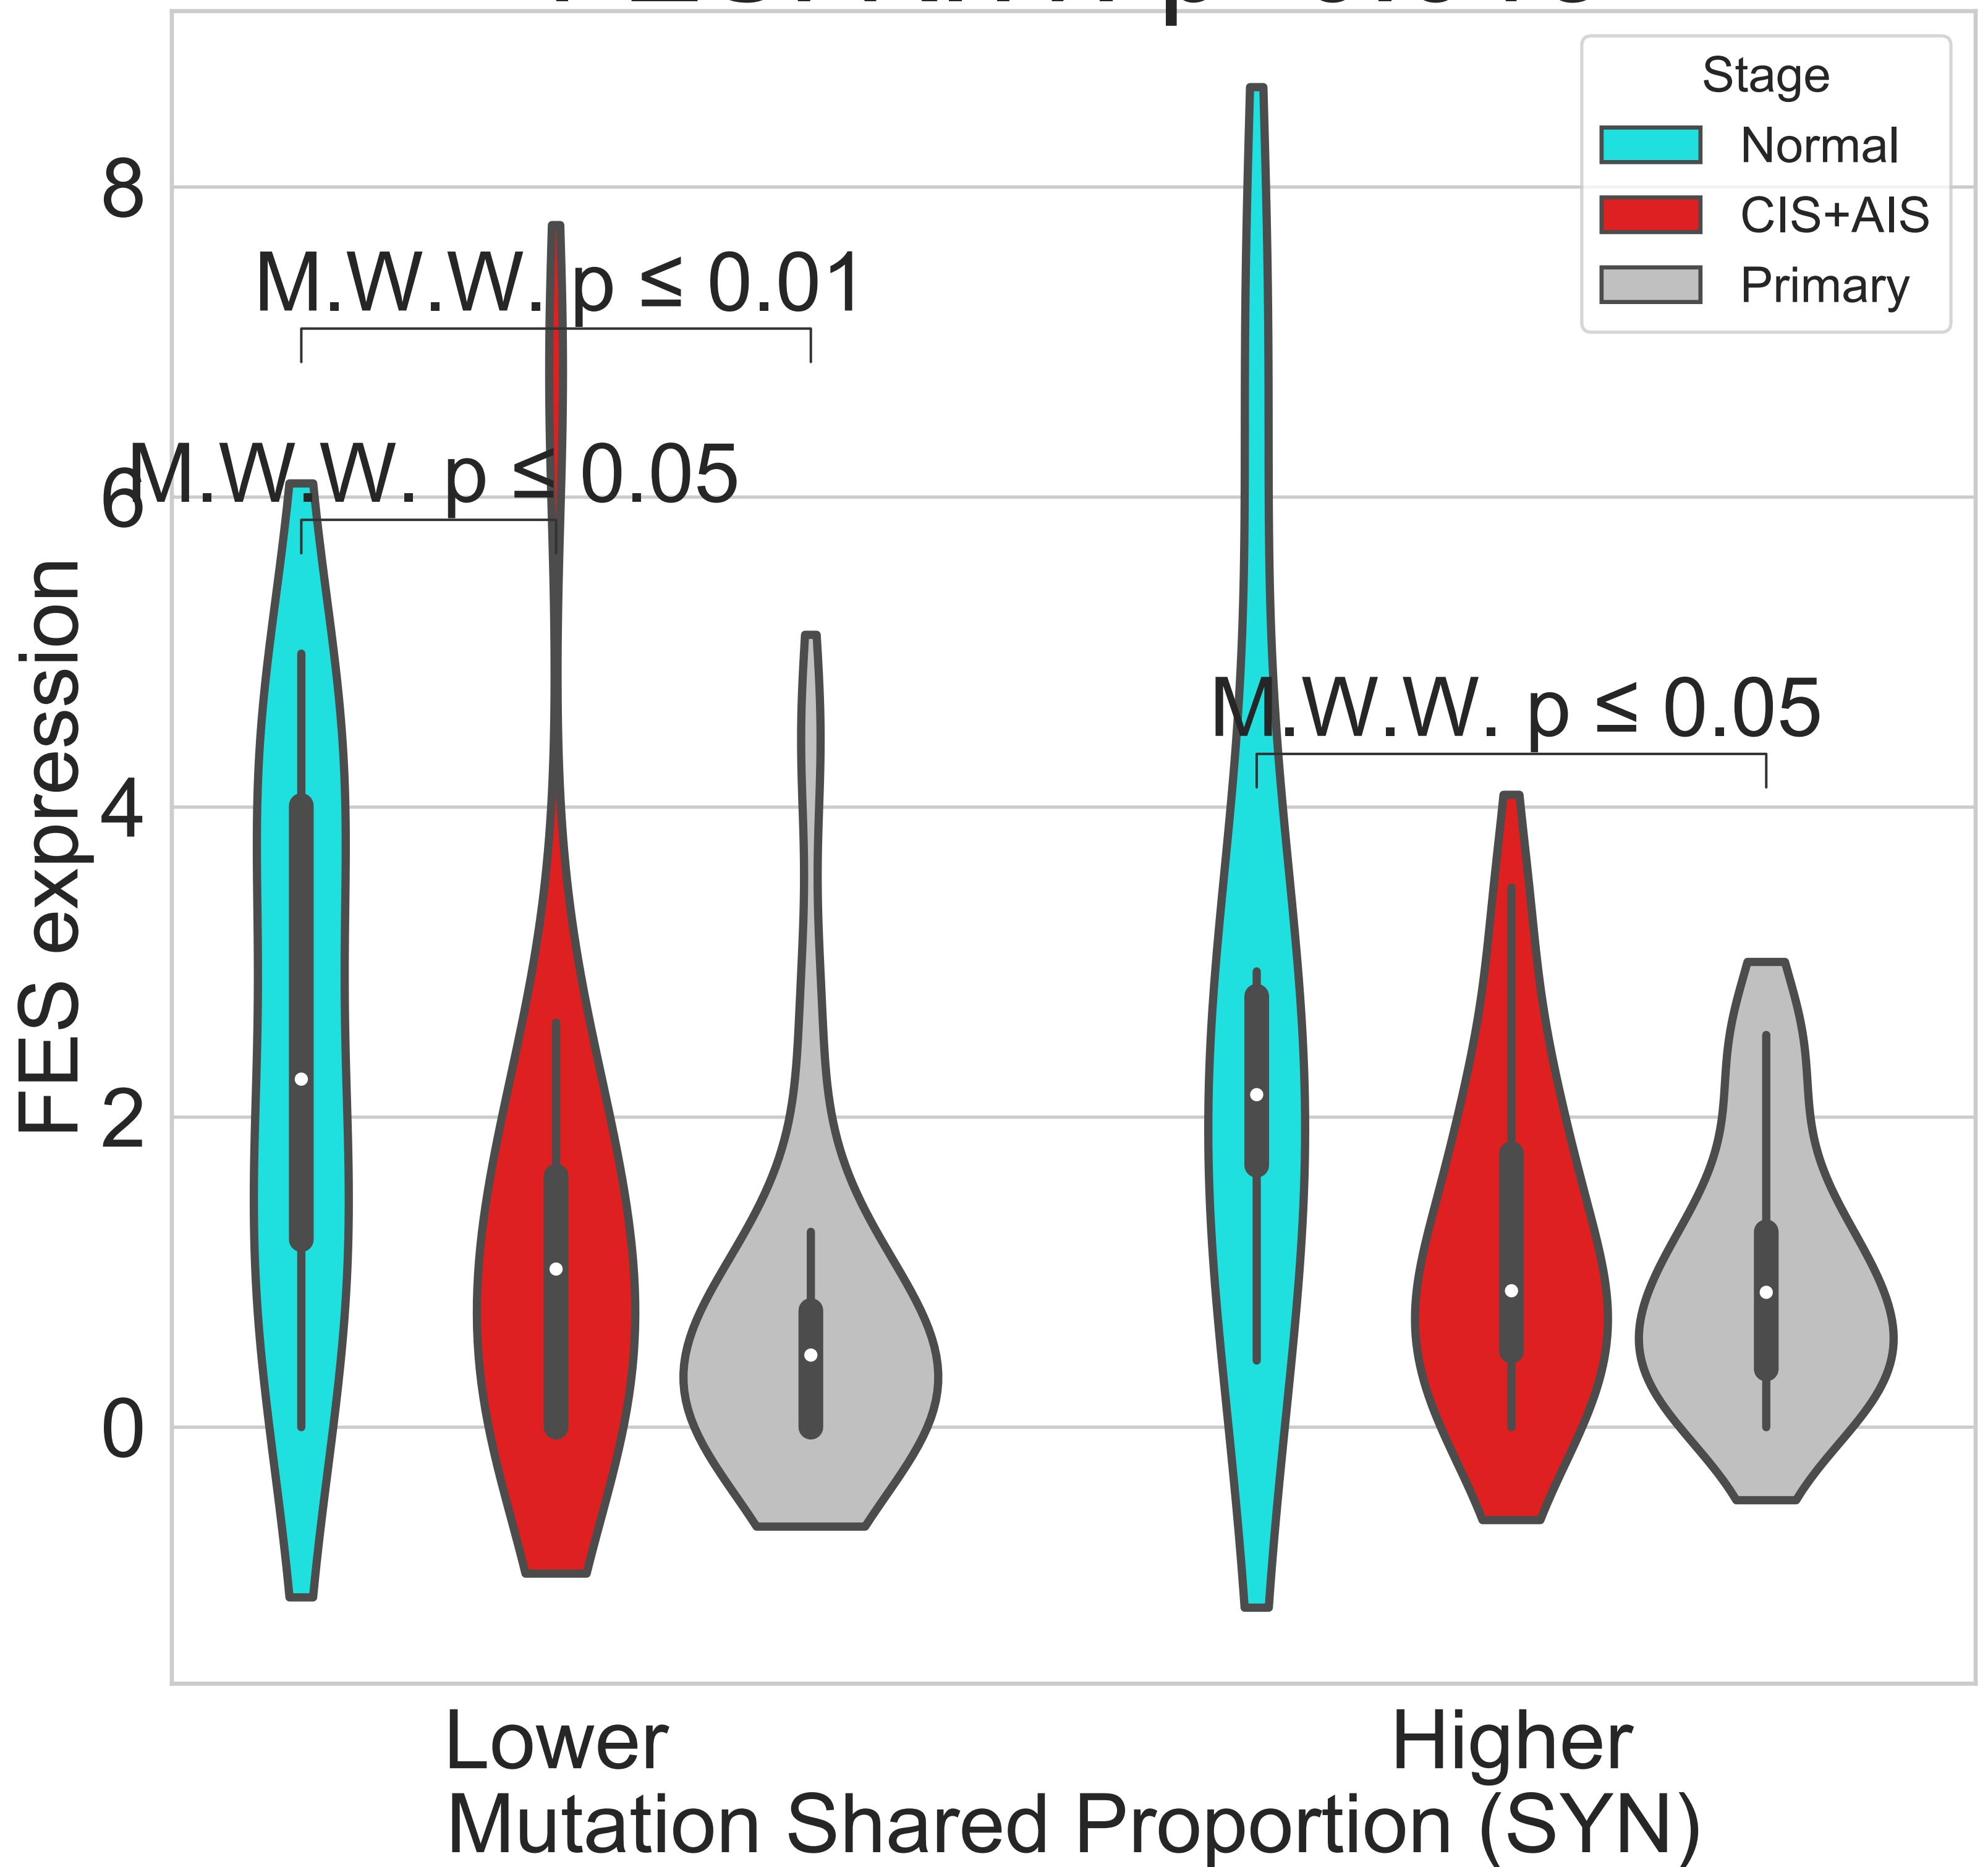 Stage
Normal
CIS+AIS
Primary
M.W.W. p ≤ 0.01
M.W.W. p ≤ 0.05
M.W.W. p ≤ 0.05
8
6
4
2
0
FES expression
Lower
Higher
Mutation Shared Proportion (SYN)